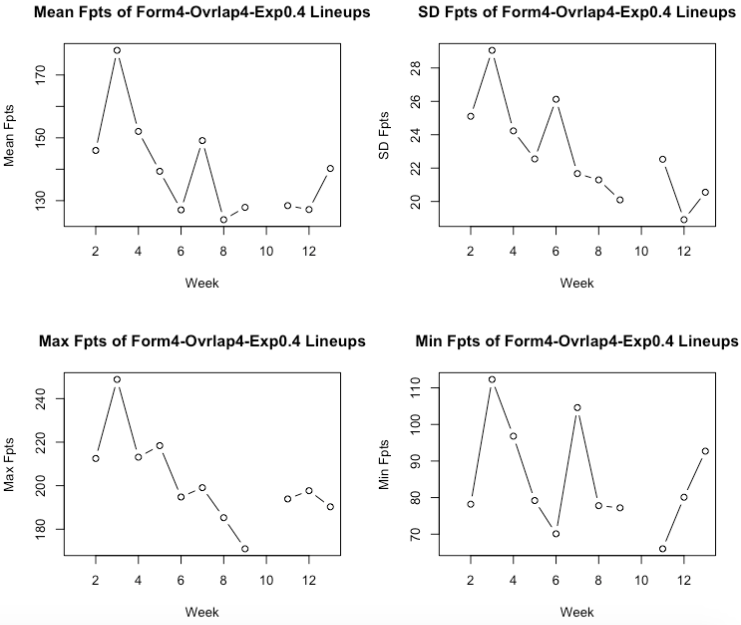 Mean Fpts of Form4-Ovrlap4-Exp0.4 Lineups
Mean Fpts
130 150 170
2 4 6 8 10 12
Week
SD Fpts of Form4-Ovrlap4-Exp0.4 Lineups
SD Fpts
20 22 24 26 28
2 4 6 8 10 12
Week
Max Fpts of Form4-Ovrlap4-Exp0.4 Lineups
Max Fpts
180 200 220 240
2 4 6 8 10 12
Week
Min Fpts of Form4-Ovrlap4-Exp0.4 Lineups
Min Fpts
70 80 90 100 110
2 4 6 8 10 12
Week